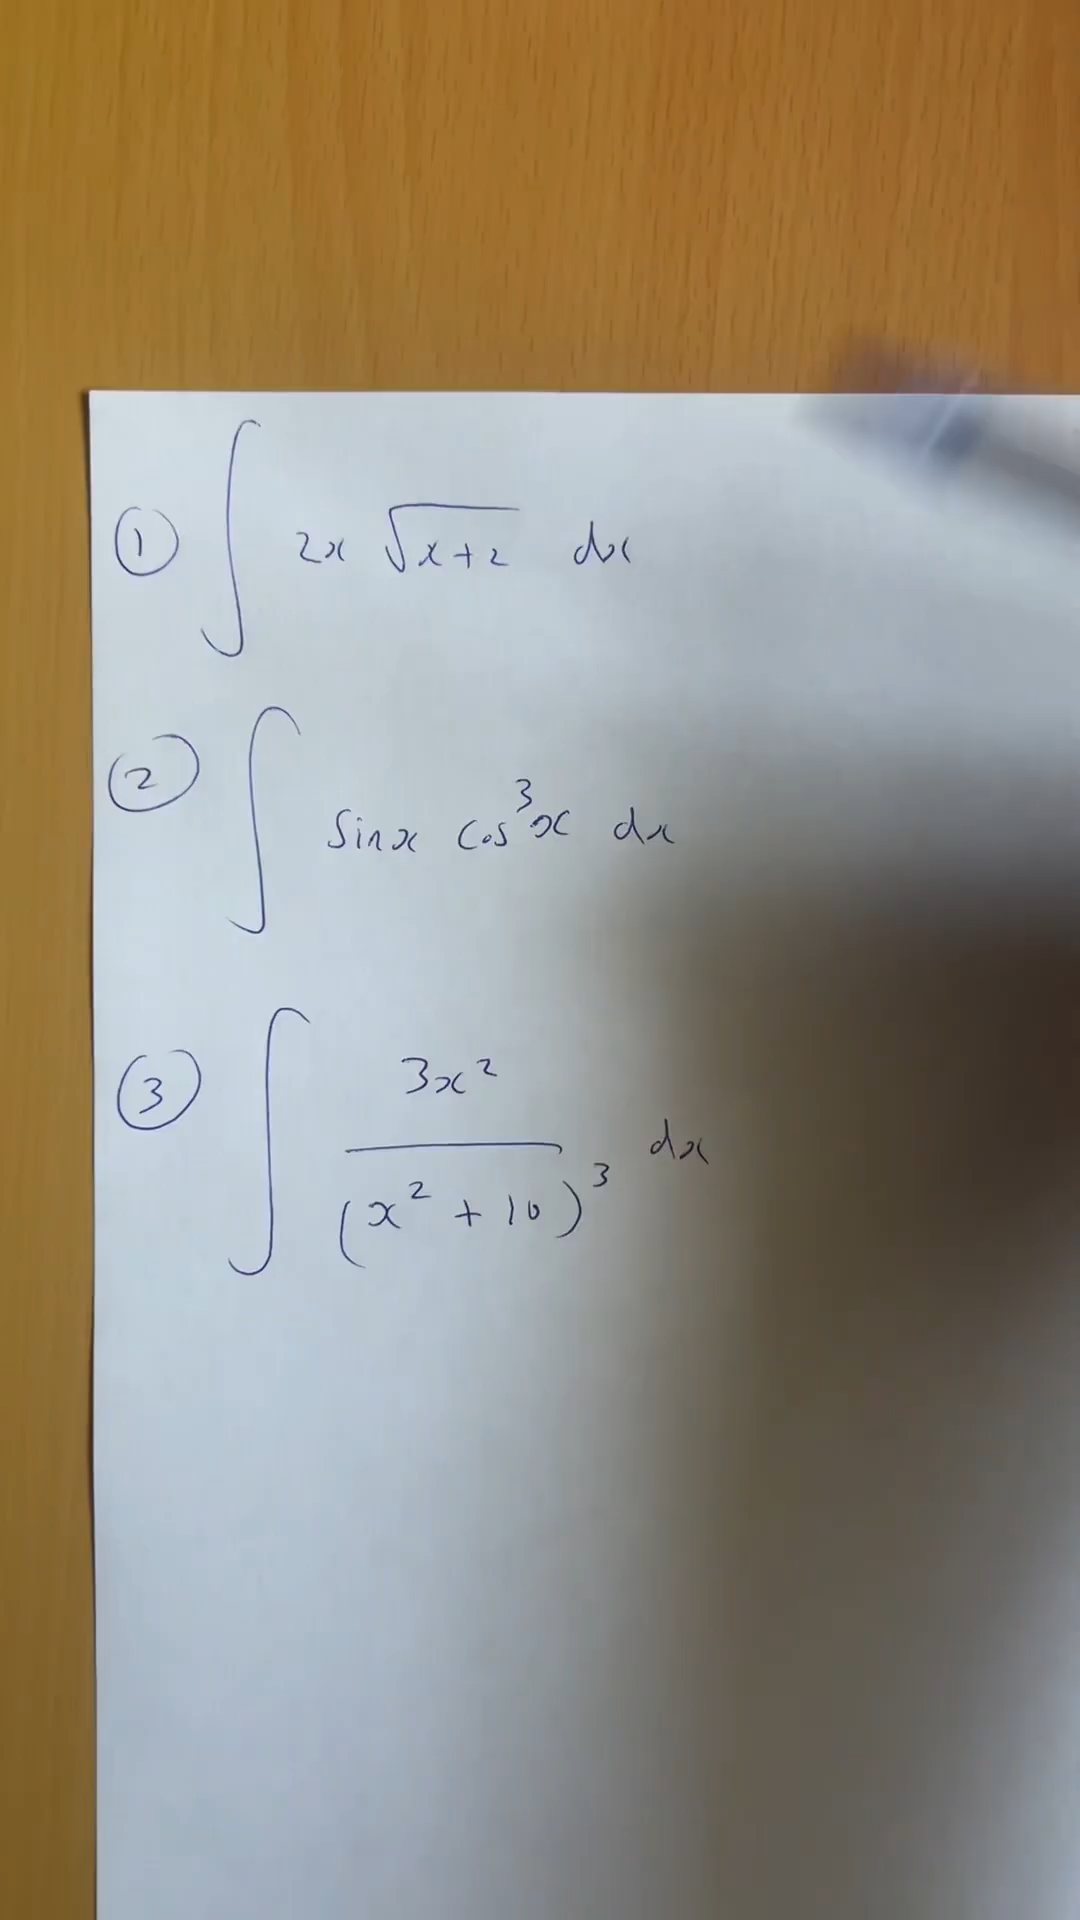 ① ∫ 2x √(x+2) dx
② ∫ sinx cos³x dx
③ ∫ 3x² / (x² + 10)³ dx